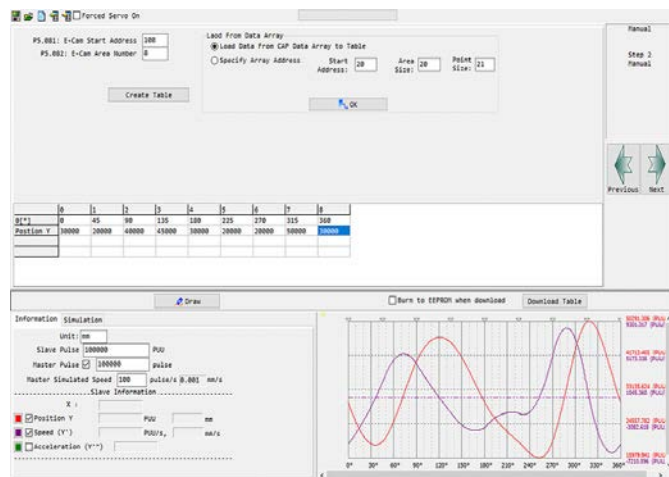 Forced Servo On
P5.081: E-Cam Start Address 100
P5.082: E-Cam Area Number 8
Create Table
Laod From Data Array
Load Data From CAP Data Array to Table
Specify Array Address
Start Address: 20
Area Size: 20
Point Size: 21
OK
Manual
Step 2
Manual
Previous Next
0 1 2 3 4 5 6 7 8
θ[°] 0 45 90 135 180 225 270 315 360
Postion Y 30000 20000 40000 45000 30000 20000 20000 50000 30000
Draw
Burn to EEPROM when download
Download Table
Information Simulation
Unit: mm
Slave Pulse 100000 PUU
Master Pulse 100000 pulse
Master Simulated Speed 100 pulse/s 0.001 mm/s
Slave Information
X :
Position Y PUU mm
Speed (Y') PUU/s, mm/s
Acceleration (Y'')
0° 30° 60° 90° 120° 150° 180° 210° 240° 270° 300° 330° 360°